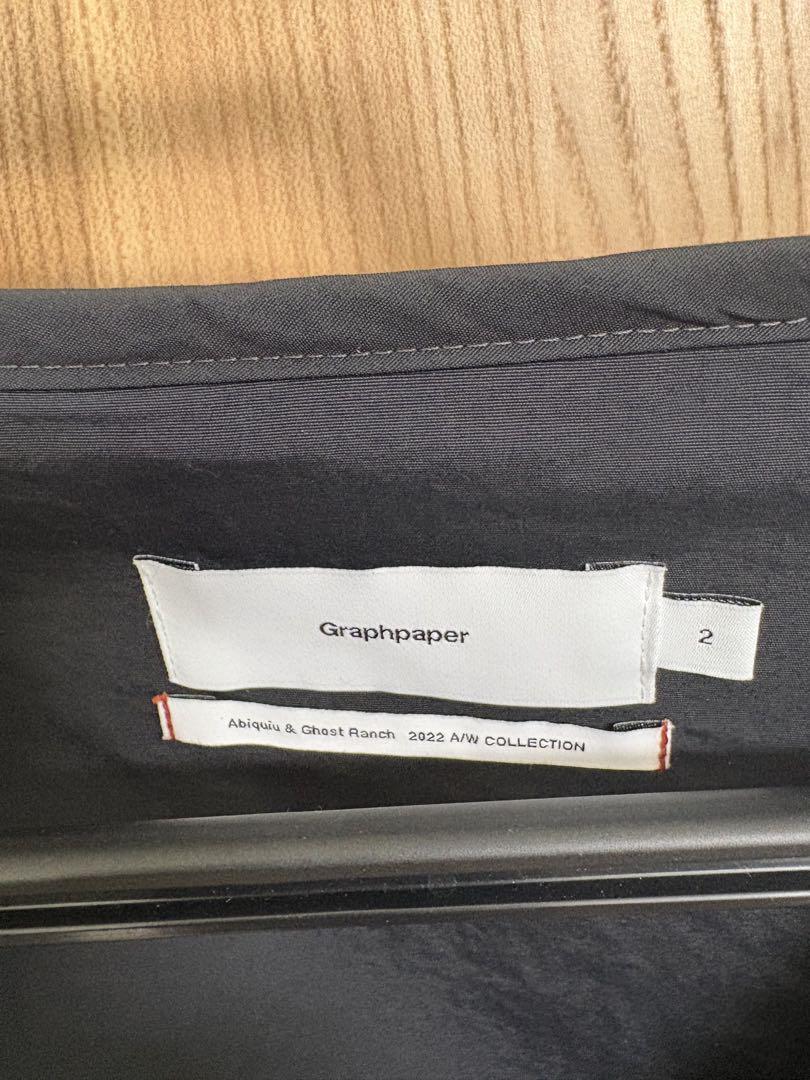 Graphpaper
2
Abiquiu & Ghost Ranch 2022 A/W COLLECTION